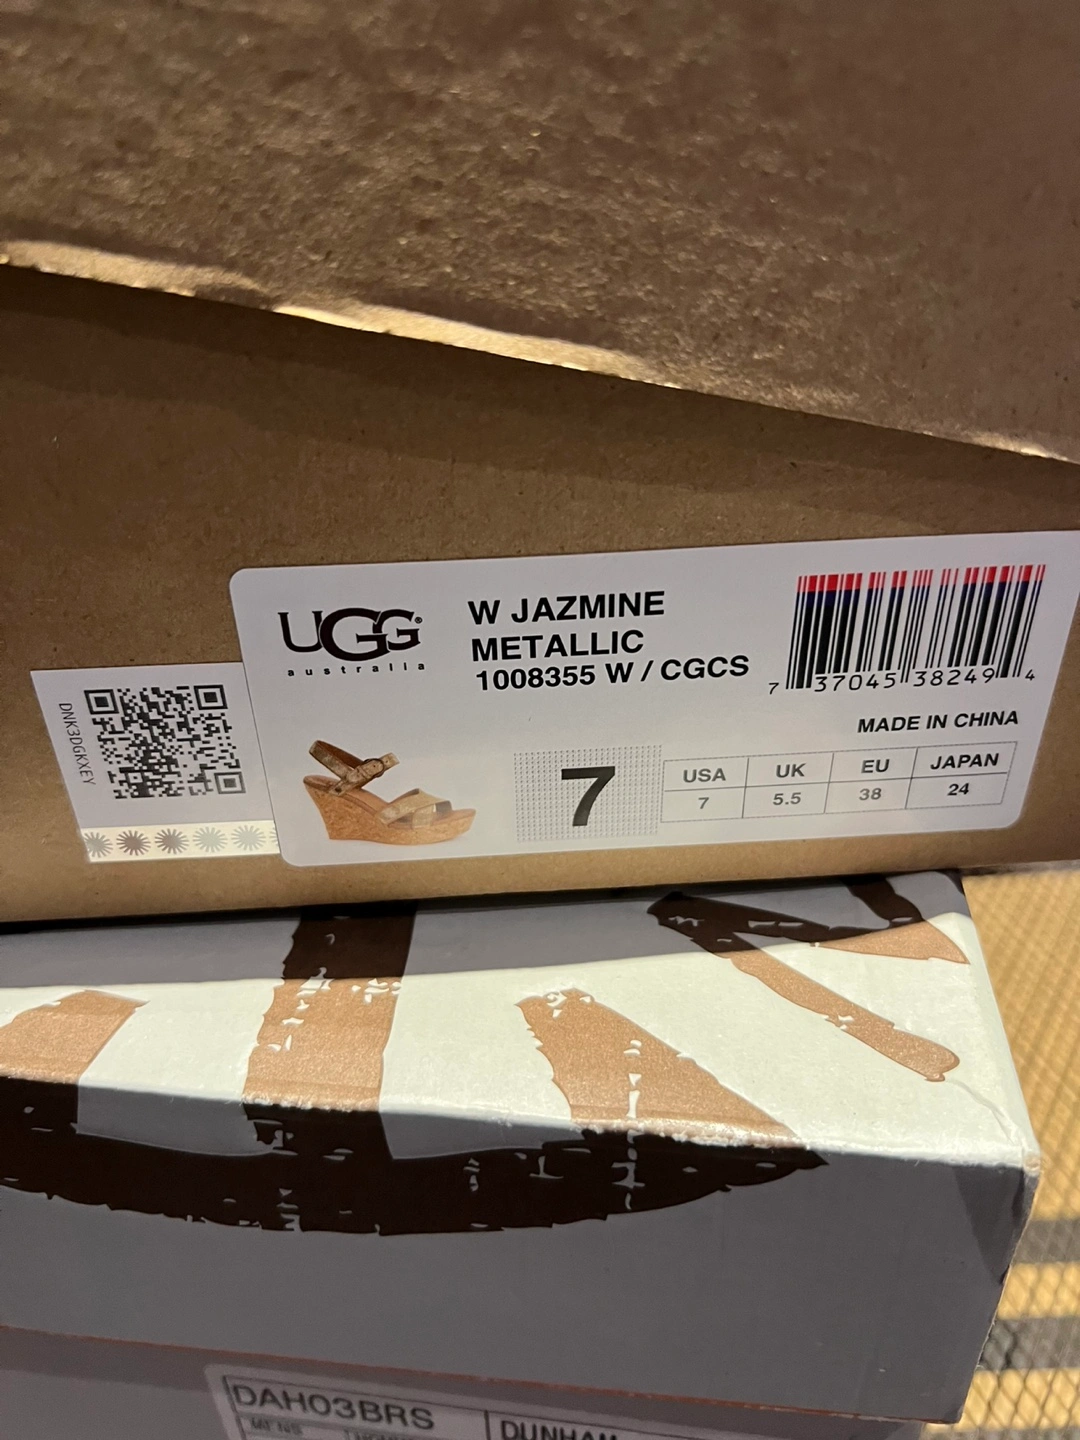 UGG®
australia
W JAZMINE
METALLIC
1008355 W / CGCS
7 37045 38249 4
MADE IN CHINA
DNK3DGKXEY
7
USA UK EU JAPAN
7 5.5 38 24
DAH03BRS
MENS
DUNHAM